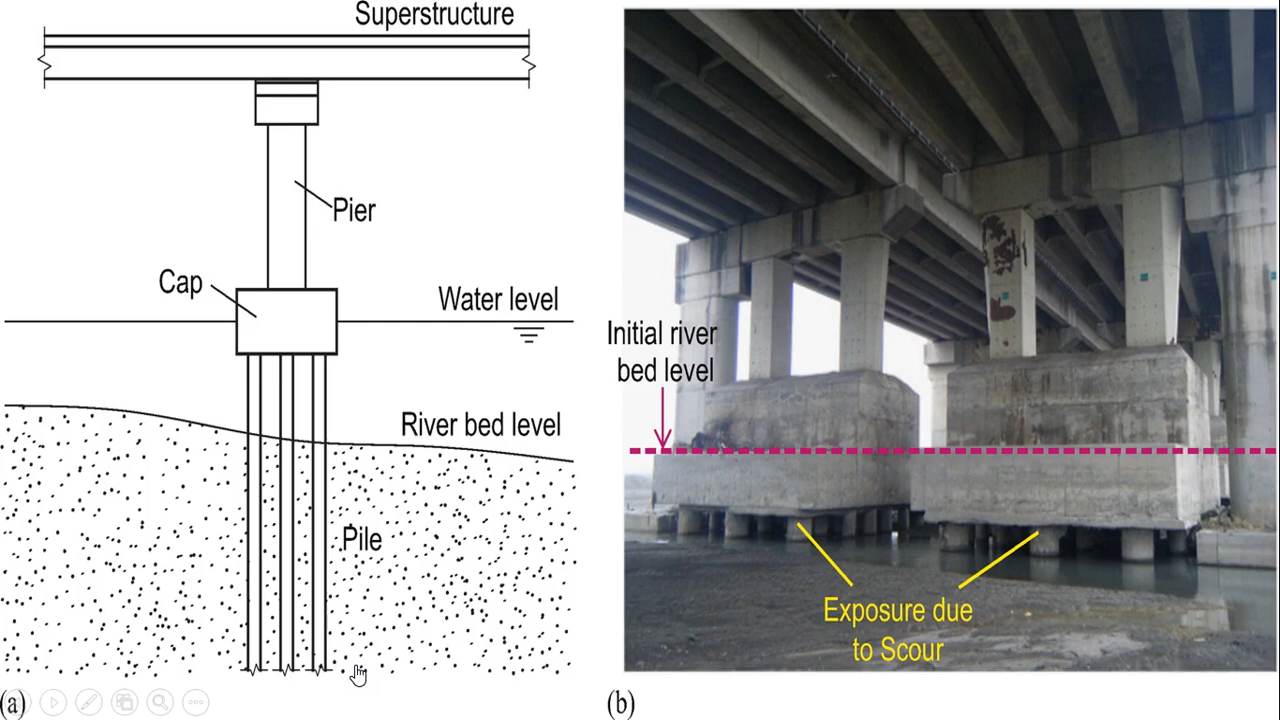 Superstructure
Pier
Cap
Water level
River bed level
Pile
(a)
Initial river
bed level
Exposure due
to Scour
(b)